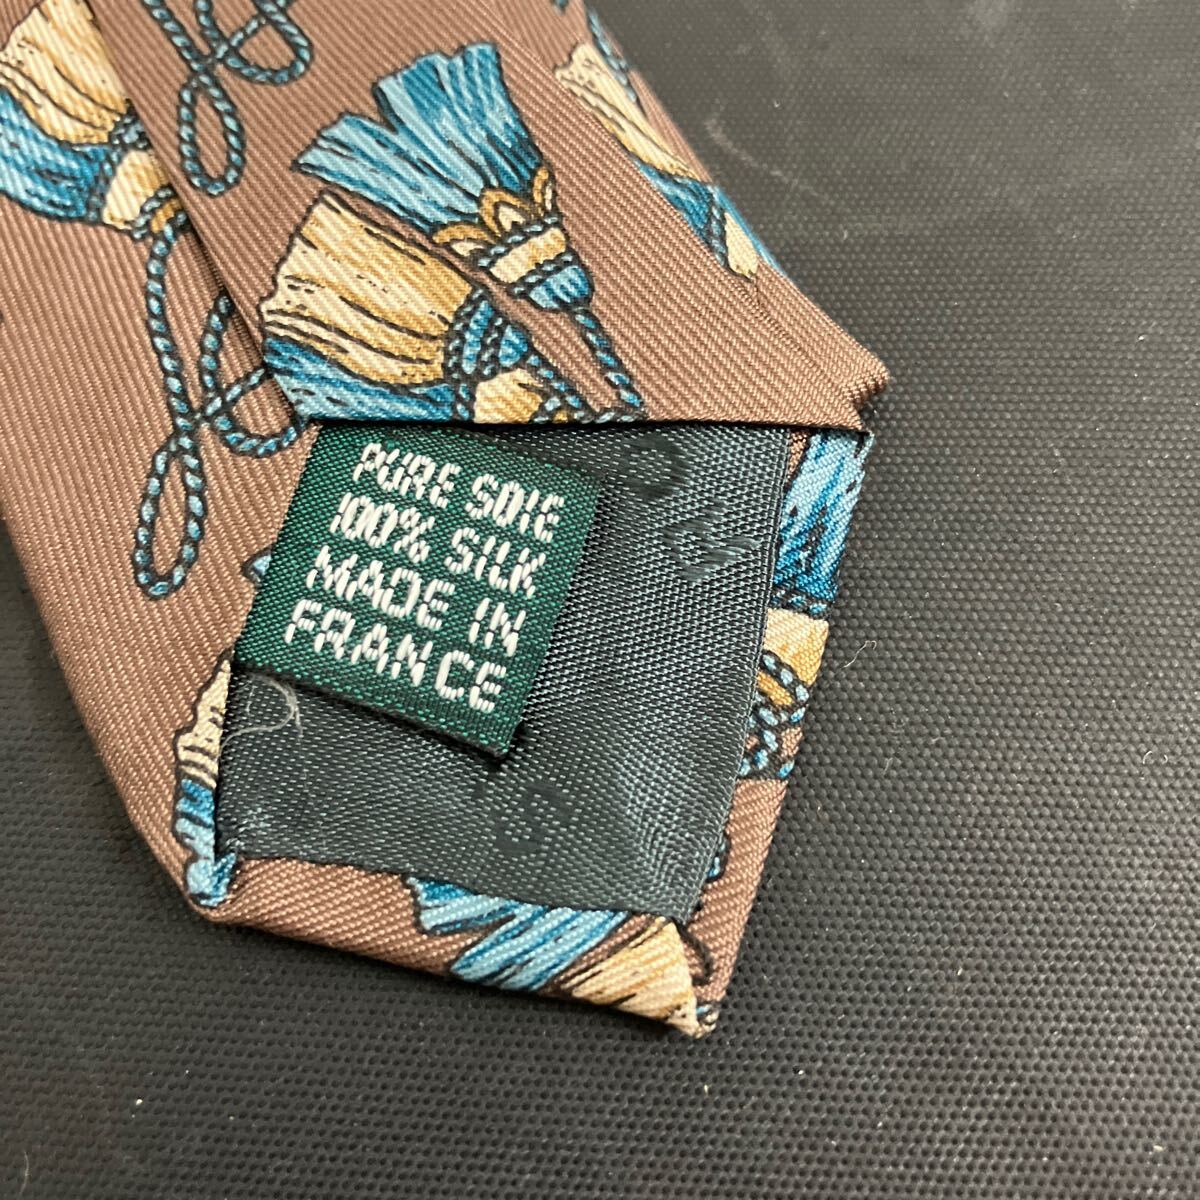 PURE SOIE
100% SILK
MADE IN
FRANCE